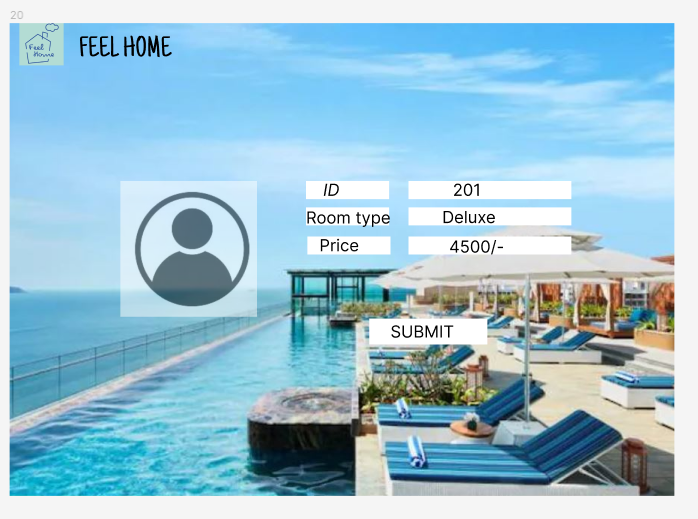 20
Feel
Home
FEEL HOME
ID 201
Room type Deluxe
Price 4500/-
SUBMIT